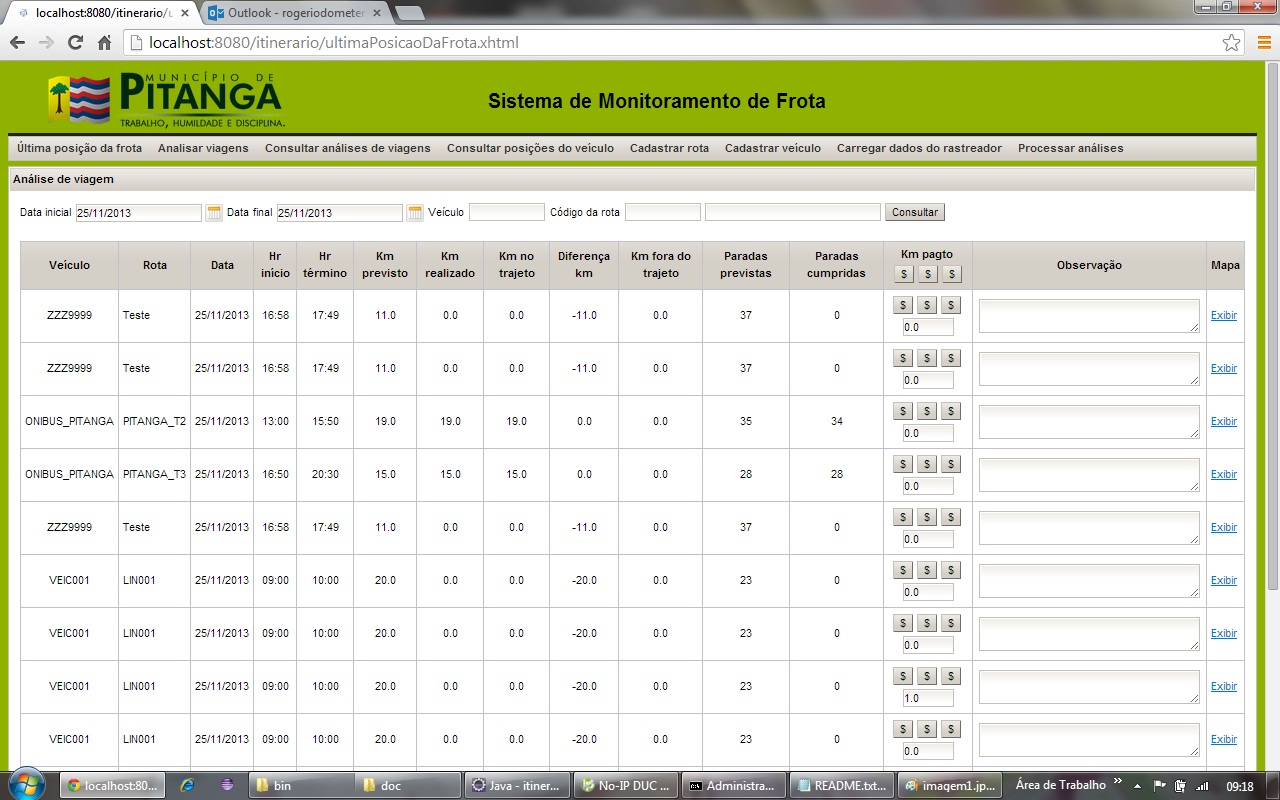 localhost:8080/itinerario/u
Outlook - rogeriodometer
localhost:8080/itinerario/ultimaPosicaoDaFrota.xhtml
MUNICÍPIO DE
PITANGA
TRABALHO, HUMILDADE E DISCIPLINA.
Sistema de Monitoramento de Frota
Última posição da frota Analisar viagens Consultar análises de viagens Consultar posições do veículo Cadastrar rota Cadastrar veículo Carregar dados do rastreador Processar análises
Análise de viagem
Data inicial 25/11/2013 Data final 25/11/2013 Veículo Código da rota Consultar
Veículo Rota Data Hr início Hr término Km previsto Km realizado Km no trajeto Diferença km Km fora do trajeto Paradas previstas Paradas cumpridas Km pagto $ $ $ Observação Mapa
ZZZ9999 Teste 25/11/2013 16:58 17:49 11.0 0.0 0.0 -11.0 0.0 37 0 $ $ $ 0.0 Exibir
ZZZ9999 Teste 25/11/2013 16:58 17:49 11.0 0.0 0.0 -11.0 0.0 37 0 $ $ $ 0.0 Exibir
ONIBUS_PITANGA PITANGA_T2 25/11/2013 13:00 15:50 19.0 19.0 19.0 0.0 0.0 35 34 $ $ $ 0.0 Exibir
ONIBUS_PITANGA PITANGA_T3 25/11/2013 16:50 20:30 15.0 15.0 15.0 0.0 0.0 28 28 $ $ $ 0.0 Exibir
ZZZ9999 Teste 25/11/2013 16:58 17:49 11.0 0.0 0.0 -11.0 0.0 37 0 $ $ $ 0.0 Exibir
VEIC001 LIN001 25/11/2013 09:00 10:00 20.0 0.0 0.0 -20.0 0.0 23 0 $ $ $ 0.0 Exibir
VEIC001 LIN001 25/11/2013 09:00 10:00 20.0 0.0 0.0 -20.0 0.0 23 0 $ $ $ 0.0 Exibir
VEIC001 LIN001 25/11/2013 09:00 10:00 20.0 0.0 0.0 -20.0 0.0 23 0 $ $ $ 1.0 Exibir
VEIC001 LIN001 25/11/2013 09:00 10:00 20.0 0.0 0.0 -20.0 0.0 23 0 $ $ $ 0.0 Exibir
localhost:80... bin doc Java - itiner... No-IP DUC ... Administra... README.txt... imagem1.jp... Área de Trabalho » 09:18